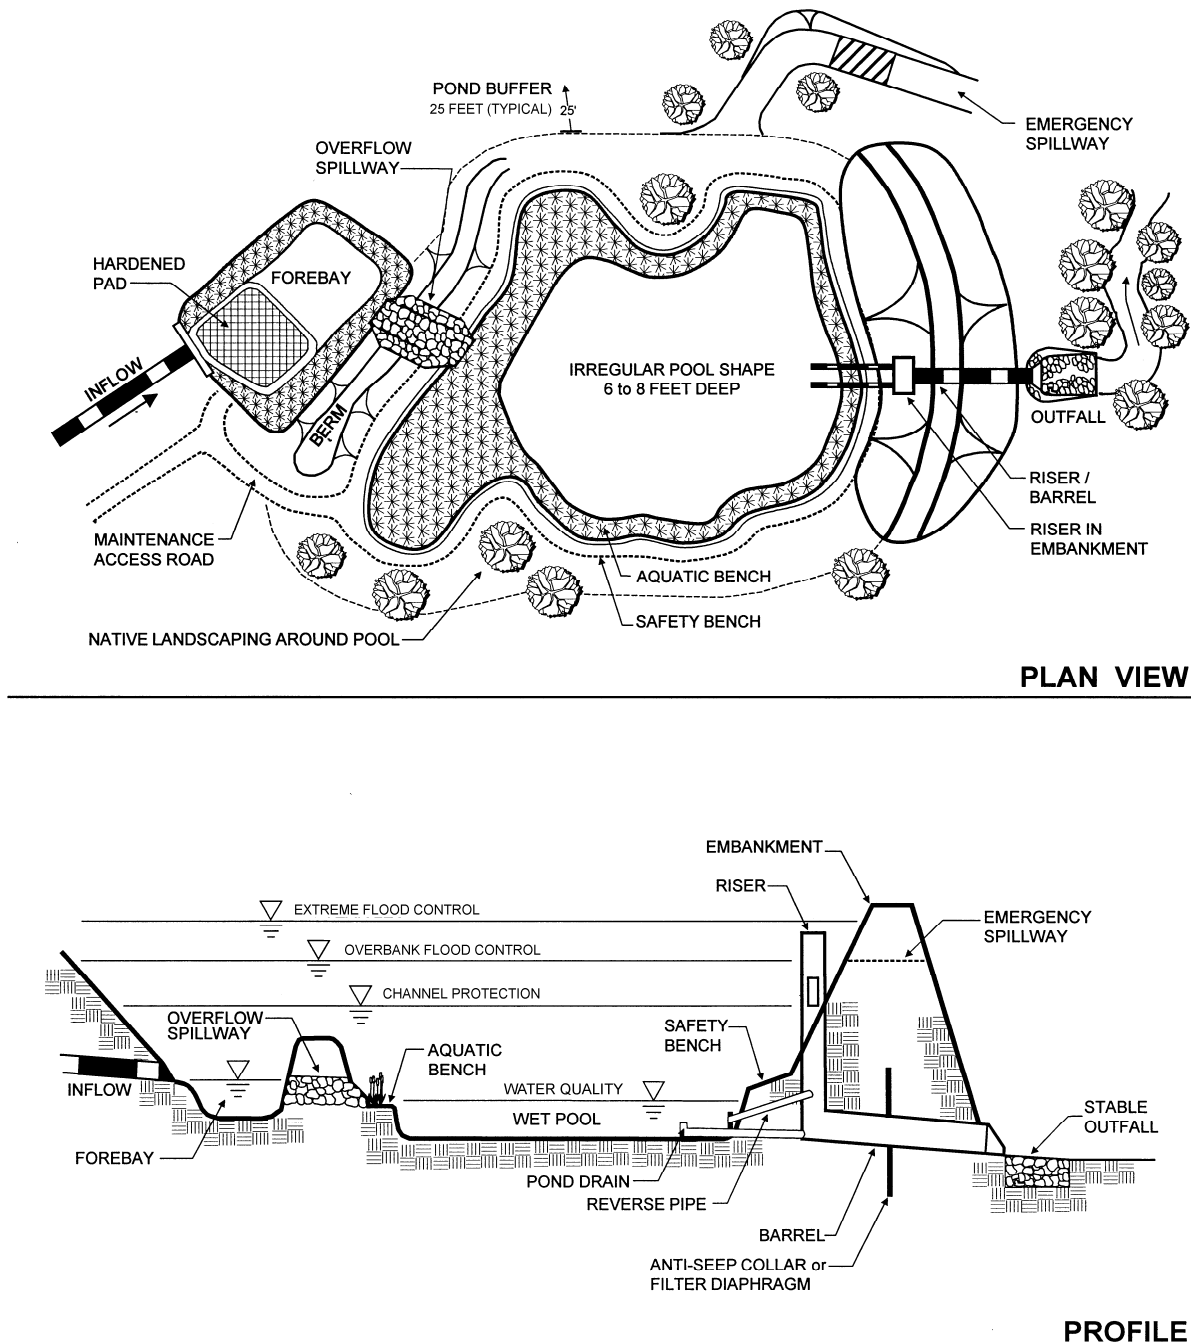 POND BUFFER
25 FEET (TYPICAL)
25'
OVERFLOW
SPILLWAY
EMERGENCY
SPILLWAY
HARDENED
PAD
FOREBAY
INFLOW
BERM
IRREGULAR POOL SHAPE
6 to 8 FEET DEEP
OUTFALL
RISER /
BARREL
RISER IN
EMBANKMENT
MAINTENANCE
ACCESS ROAD
AQUATIC BENCH
SAFETY BENCH
NATIVE LANDSCAPING AROUND POOL
PLAN VIEW
EMBANKMENT
RISER
EXTREME FLOOD CONTROL
EMERGENCY
SPILLWAY
OVERBANK FLOOD CONTROL
CHANNEL PROTECTION
OVERFLOW
SPILLWAY
SAFETY
BENCH
AQUATIC
BENCH
INFLOW
WATER QUALITY
WET POOL
STABLE
OUTFALL
FOREBAY
POND DRAIN
REVERSE PIPE
BARREL
ANTI-SEEP COLLAR or
FILTER DIAPHRAGM
PROFILE